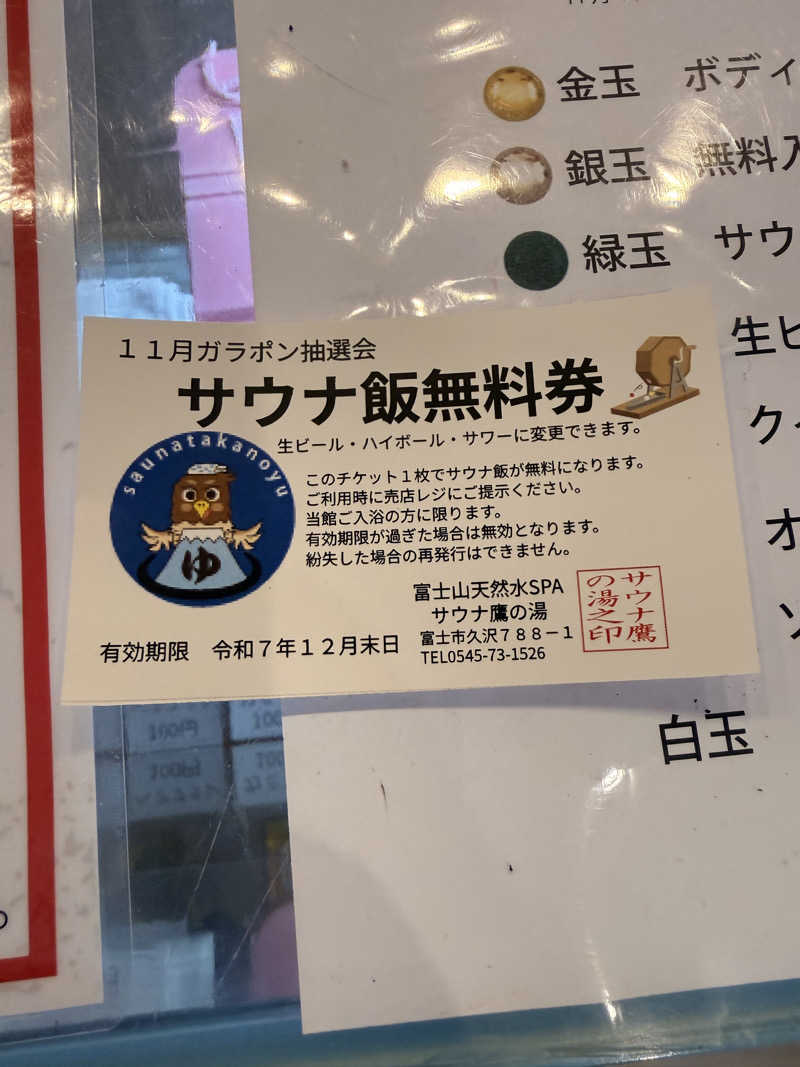 金玉 ボディ
銀玉 無料入
緑玉 サウ
生ビ
白玉
１１月ガラポン抽選会
サウナ飯無料券
生ビール・ハイボール・サワーに変更できます。
saunatakanoyu
ゆ
このチケット１枚でサウナ飯が無料になります。
ご利用時に売店レジにご提示ください。
当館ご入浴の方に限ります。
有効期限が過ぎた場合は無効となります。
紛失した場合の再発行はできません。
富士山天然水SPA
サウナ鷹の湯
富士市久沢７８８－１
TEL0545-73-1526
サウナ鷹
の湯之印
有効期限 令和７年１２月末日
100円
100円